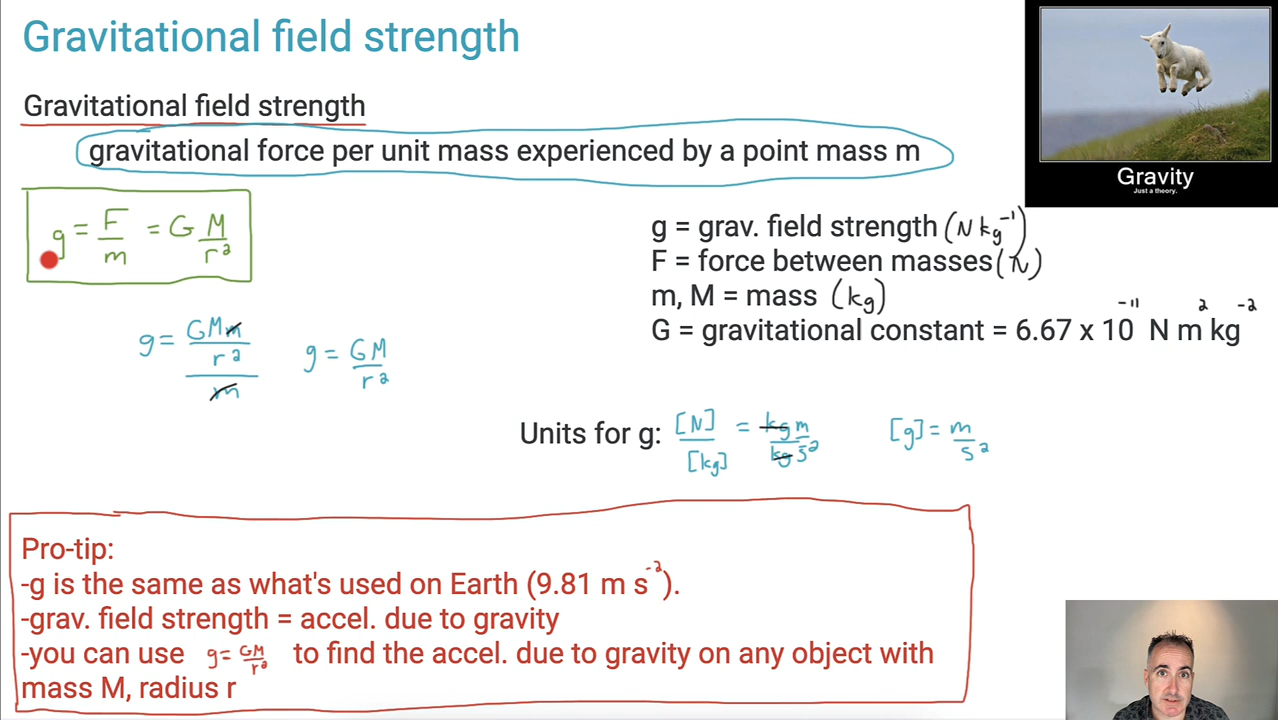 Gravitational field strength
Gravity
Just a theory.
Gravitational field strength
gravitational force per unit mass experienced by a point mass m
g = F/m = G M/r²
g = grav. field strength (N kg⁻¹)
F = force between masses (N)
m, M = mass (kg)
G = gravitational constant = 6.67 x 10⁻¹¹ N m² kg⁻²
g = (GMm/r²)/m
g = GM/r²
Units for g: [N]/[kg] = kg m/kg s²
[g] = m/s²
Pro-tip:
-g is the same as what's used on Earth (9.81 m s⁻²).
-grav. field strength = accel. due to gravity
-you can use g = GM/r² to find the accel. due to gravity on any object with
mass M, radius r